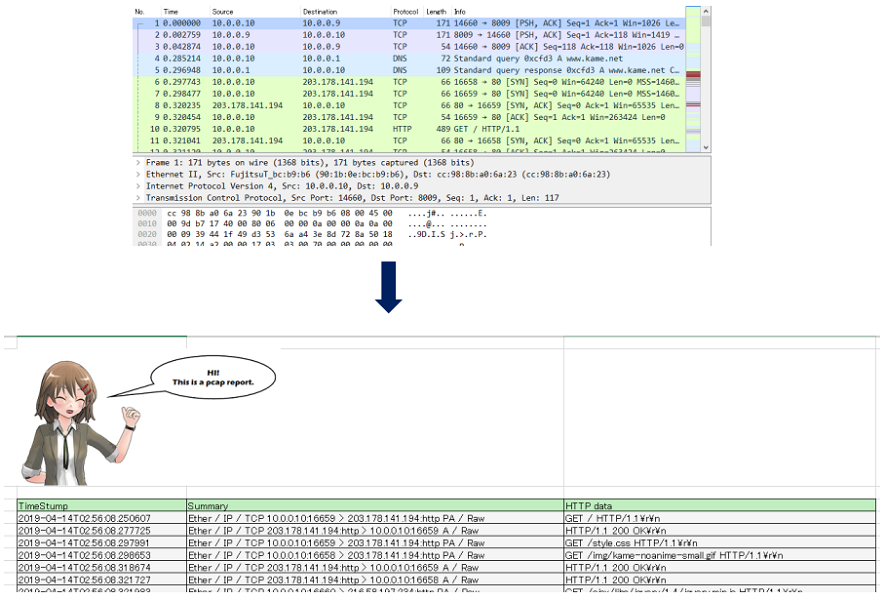 No. Time Source Destination Protocol Length Info
1 0.000000 10.0.0.10 10.0.0.9 TCP 171 14660 → 8009 [PSH, ACK] Seq=1 Ack=1 Win=1026 Le…
2 0.002759 10.0.0.9 10.0.0.10 TCP 171 8009 → 14660 [PSH, ACK] Seq=1 Ack=118 Win=1419 …
3 0.042874 10.0.0.10 10.0.0.9 TCP 54 14660 → 8009 [ACK] Seq=118 Ack=118 Win=1026 Len=0
4 0.285214 10.0.0.10 10.0.0.1 DNS 72 Standard query 0xcfd3 A www.kame.net
5 0.296948 10.0.0.1 10.0.0.10 DNS 109 Standard query response 0xcfd3 A www.kame.net C…
6 0.297743 10.0.0.10 203.178.141.194 TCP 66 16658 → 80 [SYN] Seq=0 Win=64240 Len=0 MSS=1460…
7 0.298477 10.0.0.10 203.178.141.194 TCP 66 16659 → 80 [SYN] Seq=0 Win=64240 Len=0 MSS=1460…
8 0.320235 203.178.141.194 10.0.0.10 TCP 66 80 → 16659 [SYN, ACK] Seq=0 Ack=1 Win=65535 Len…
9 0.320454 10.0.0.10 203.178.141.194 TCP 54 16659 → 80 [ACK] Seq=1 Ack=1 Win=263424 Len=0
10 0.320795 10.0.0.10 203.178.141.194 HTTP 489 GET / HTTP/1.1
11 0.321041 203.178.141.194 10.0.0.10 TCP 66 80 → 16658 [SYN, ACK] Seq=0 Ack=1 Win=65535 Len…
Frame 1: 171 bytes on wire (1368 bits), 171 bytes captured (1368 bits)
Ethernet II, Src: FujitsuT_bc:b9:b6 (90:1b:0e:bc:b9:b6), Dst: cc:98:8b:a0:6a:23 (cc:98:8b:a0:6a:23)
Internet Protocol Version 4, Src: 10.0.0.10, Dst: 10.0.0.9
Transmission Control Protocol, Src Port: 14660, Dst Port: 8009, Seq: 1, Ack: 1, Len: 117
0000 cc 98 8b a0 6a 23 90 1b 0e bc b9 b6 08 00 45 00 ....j#.. ......E.
0010 00 9d b7 17 40 00 80 06 00 00 0a 00 00 0a 0a 00 ....@... ........
0020 00 09 39 44 1f 49 d3 53 6a a4 3e 8d 72 8a 50 18 ..9D.I.S j.>.r.P.
HI!
This is a pcap report.
TimeStump Summary HTTP data
2019-04-14T02:56:08.250607 Ether / IP / TCP 10.0.0.10:16659 > 203.178.141.194:http PA / Raw GET / HTTP/1.1¥r¥n
2019-04-14T02:56:08.277725 Ether / IP / TCP 203.178.141.194:http > 10.0.0.10:16659 A / Raw HTTP/1.1 200 OK¥r¥n
2019-04-14T02:56:08.297991 Ether / IP / TCP 10.0.0.10:16659 > 203.178.141.194:http PA / Raw GET /style.css HTTP/1.1¥r¥n
2019-04-14T02:56:08.298653 Ether / IP / TCP 10.0.0.10:16658 > 203.178.141.194:http PA / Raw GET /img/kame-noanime-small.gif HTTP/1.1¥r¥n
2019-04-14T02:56:08.318674 Ether / IP / TCP 203.178.141.194:http > 10.0.0.10:16659 A / Raw HTTP/1.1 200 OK¥r¥n
2019-04-14T02:56:08.321727 Ether / IP / TCP 203.178.141.194:http > 10.0.0.10:16658 A / Raw HTTP/1.1 200 OK¥r¥n